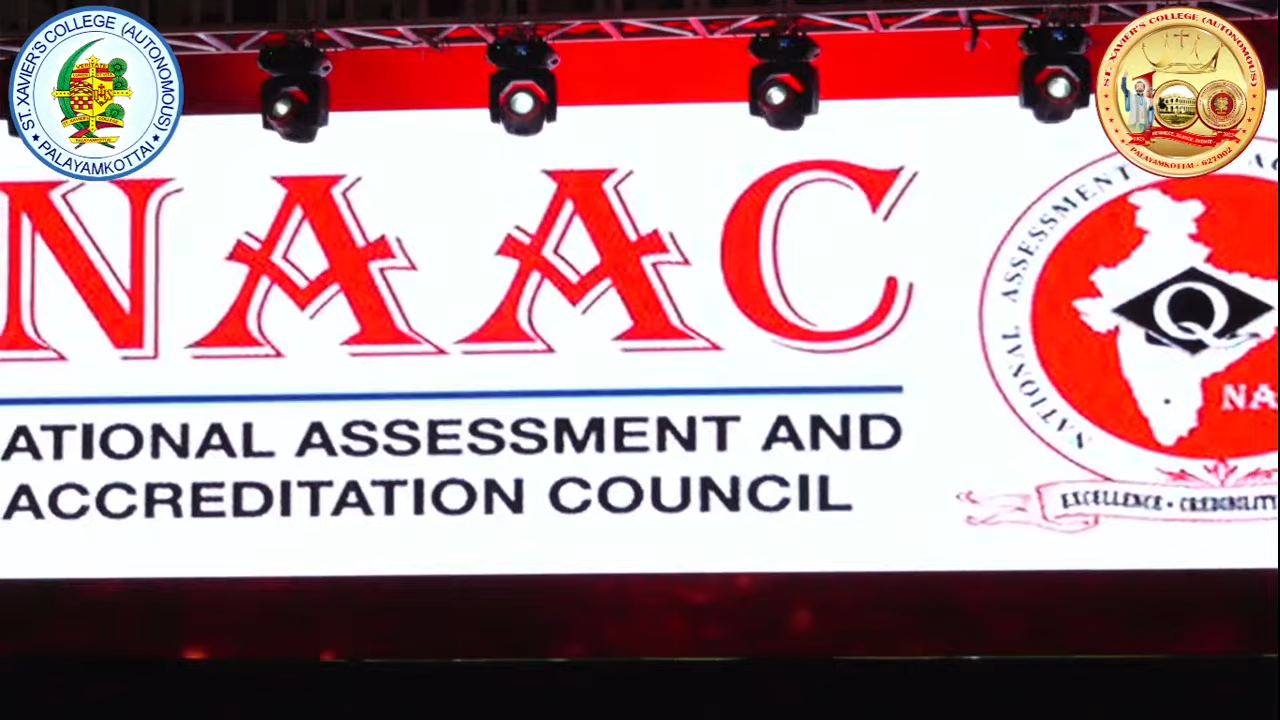 ST. XAVIER'S COLLEGE (AUTONOMOUS)
PALAYAMKOTTAI
ST. XAVIER'S COLLEGE (AUTONOMOUS)
PALAYAMKOTTAI - 627002
NAAC
ATIONAL ASSESSMENT AND
ACCREDITATION COUNCIL
NATIONAL ASSESSMENT
Q
NA
EXCELLENCE • CREDIBILIT